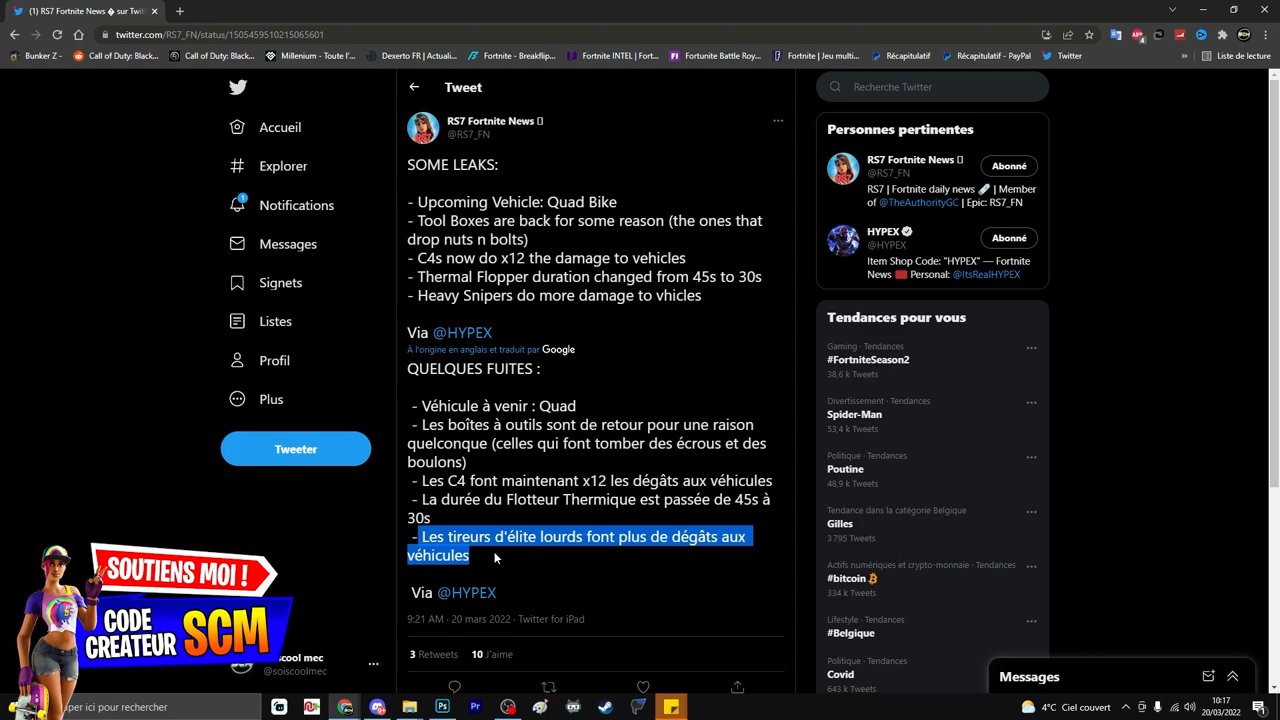 (1) RS7 Fortnite News
twitter.com/RS7_FN/status/1505459510215065601
Bunker Z -
Call of Duty: Black...
Call of Duty: Black...
Millenium - Toute l'i...
Dexerto FR | Actuali...
Fortnite - Breakflip...
Fortnite INTEL | Fort...
Fortunite Battle Roy...
Fortnite | Jeu multi...
Récapitulatif
Récapitulatif - PayPal
Twitter
»
Liste de lecture
Accueil
Explorer
1
Notifications
Messages
Signets
Listes
Profil
Plus
Tweeter
Tweet
RS7 Fortnite News
@RS7_FN
SOME LEAKS:
- Upcoming Vehicle: Quad Bike
- Tool Boxes are back for some reason (the ones that
drop nuts n bolts)
- C4s now do x12 the damage to vehicles
- Thermal Flopper duration changed from 45s to 30s
- Heavy Snipers do more damage to vhicles
Via @HYPEX
À l'origine en anglais et traduit par Google
QUELQUES FUITES :
- Véhicule à venir : Quad
- Les boîtes à outils sont de retour pour une raison
quelconque (celles qui font tomber des écrous et des
boulons)
- Les C4 font maintenant x12 les dégâts aux véhicules
- La durée du Flotteur Thermique est passée de 45s à
30s
- Les tireurs d'élite lourds font plus de dégâts aux
véhicules
Via @HYPEX
9:21 AM · 20 mars 2022 · Twitter for iPad
3 Retweets 10 J'aime
Recherche Twitter
Personnes pertinentes
RS7 Fortnite News
@RS7_FN
Abonné
RS7 | Fortnite daily news | Member
of @TheAuthorityGC | Epic: RS7_FN
HYPEX
@HYPEX
Abonné
Item Shop Code: "HYPEX" — Fortnite
News Personal: @ItsRealHYPEX
Tendances pour vous
Gaming · Tendances
#FortniteSeason2
38,6 k Tweets
Divertissement · Tendances
Spider-Man
53,4 k Tweets
Politique · Tendances
Poutine
48,9 k Tweets
Tendance dans la catégorie Belgique
Gilles
3 795 Tweets
Actifs numériques et crypto-monnaie · Tendances
#bitcoin
334 k Tweets
Lifestyle · Tendances
#Belgique
Politique · Tendances
Covid
643 k Tweets
Messages
SOUTIENS MOI !
CODE
CREATEUR SCM
iscool mec
@soiscoolmec
per ici pour rechercher
4°C Ciel couvert
10:17
20/03/2022